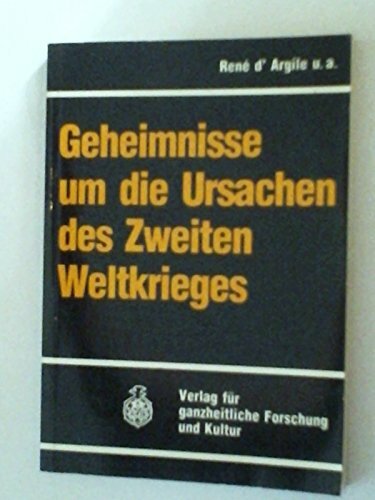 René d' Argile u. a.
Geheimnisse
um die Ursachen
des Zweiten
Weltkrieges
Verlag für
ganzheitliche Forschung
und Kultur